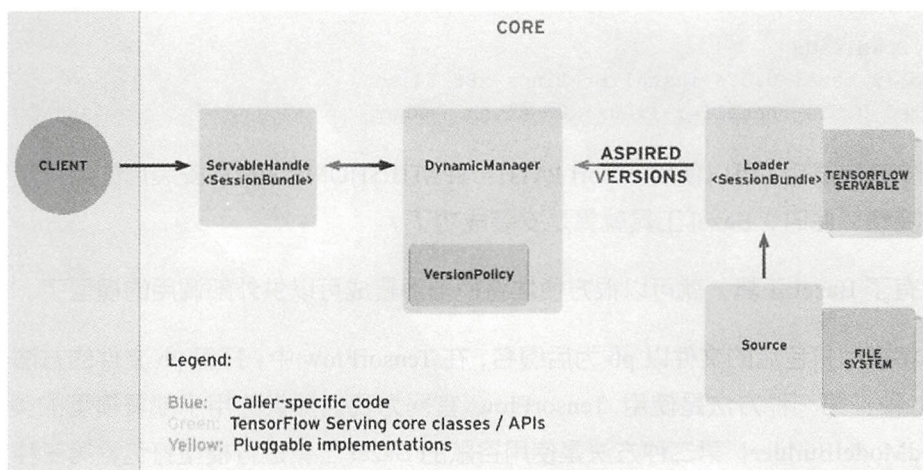 CORE
CLIENT
ServableHandle
<SessionBundle>
DynamicManager
VersionPolicy
ASPIRED
VERSIONS
Loader
<SessionBundle>
TENSORFLOW
SERVABLE
Source
FILE
SYSTEM
Legend:
Blue: Caller-specific code
Green: TensorFlow Serving core classes / APIs
Yellow: Pluggable implementations